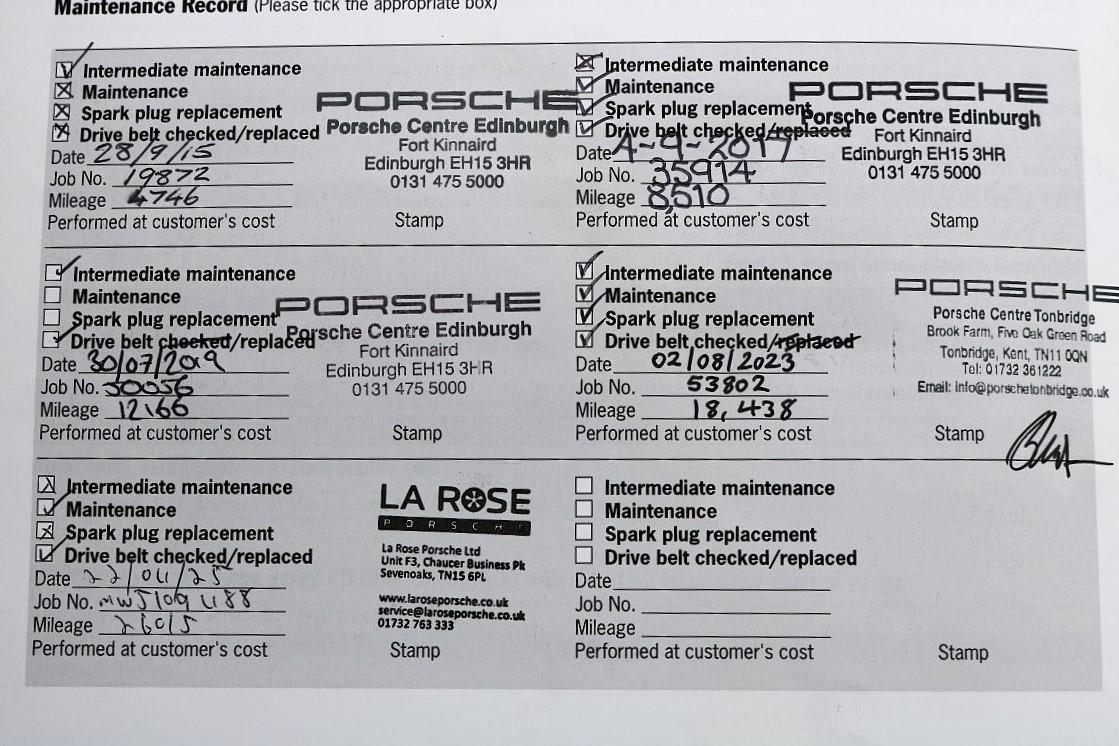 Maintenance Record (Please tick the appropriate box)
Intermediate maintenance
Maintenance
Spark plug replacement
Drive belt checked/replaced
Date 28/9/15
Job No. 19872
Mileage 4746
Performed at customer's cost
PORSCHE
Porsche Centre Edinburgh
Fort Kinnaird
Edinburgh EH15 3HR
0131 475 5000
Stamp
Intermediate maintenance
Maintenance
Spark plug replacement
Drive belt checked/replaced
Date 4-9-2017
Job No. 35914
Mileage 8,510
Performed at customer's cost
PORSCHE
Porsche Centre Edinburgh
Fort Kinnaird
Edinburgh EH15 3HR
0131 475 5000
Stamp
Intermediate maintenance
Maintenance
Spark plug replacement
Drive belt checked/replaced
Date 30/07/2019
Job No. 50056
Mileage 12166
Performed at customer's cost
PORSCHE
Porsche Centre Edinburgh
Fort Kinnaird
Edinburgh EH15 3HR
0131 475 5000
Stamp
Intermediate maintenance
Maintenance
Spark plug replacement
Drive belt checked/replaced
Date 02/08/2023
Job No. 53802
Mileage 18,438
Performed at customer's cost
PORSCHE
Porsche Centre Tonbridge
Brook Farm, Five Oak Green Road
Tonbridge, Kent, TN11 0QN
Tel: 01732 361222
Email: info@porschetonbridge.co.uk
Stamp
Intermediate maintenance
Maintenance
Spark plug replacement
Drive belt checked/replaced
Date 22/04/25
Job No.
Mileage 26015
Performed at customer's cost
LA ROSE
PORSCHE
La Rose Porsche Ltd
Unit F3, Chaucer Business Pk
Sevenoaks, TN15 6PL
www.laroseporsche.co.uk
service@laroseporsche.co.uk
01732 763 333
Stamp
Intermediate maintenance
Maintenance
Spark plug replacement
Drive belt checked/replaced
Date
Job No.
Mileage
Performed at customer's cost
Stamp